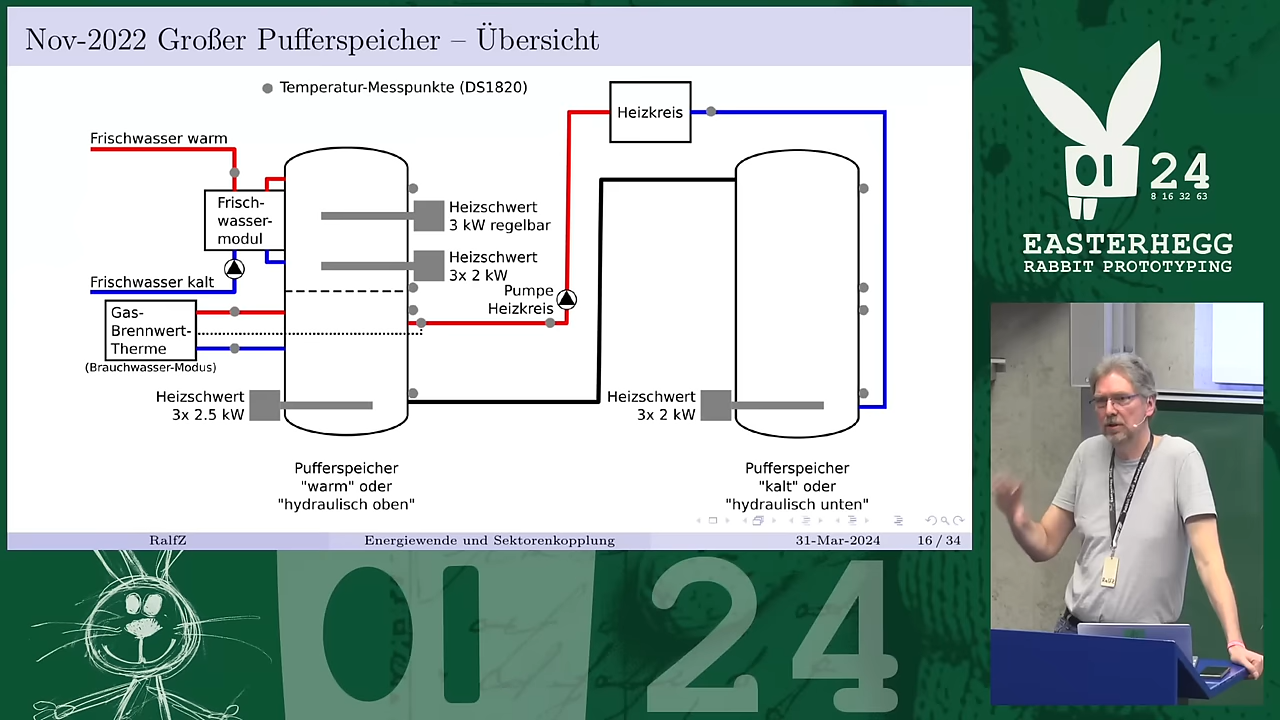 Nov-2022 Großer Pufferspeicher – Übersicht
Temperatur-Messpunkte (DS1820)
Heizkreis
Frischwasser warm
Frisch-
wasser-
modul
Heizschwert
3 kW regelbar
Heizschwert
3x 2 kW
Pumpe
Heizkreis
Frischwasser kalt
Gas-
Brennwert-
Therme
(Brauchwasser-Modus)
Heizschwert
3x 2.5 kW
Heizschwert
3x 2 kW
Pufferspeicher
"warm" oder
"hydraulisch oben"
Pufferspeicher
"kalt" oder
"hydraulisch unten"
RalfZ
Energiewende und Sektorenkopplung
31-Mar-2024
16 / 34
24
8 16 32 63
EASTERHEGG
RABBIT PROTOTYPING
24